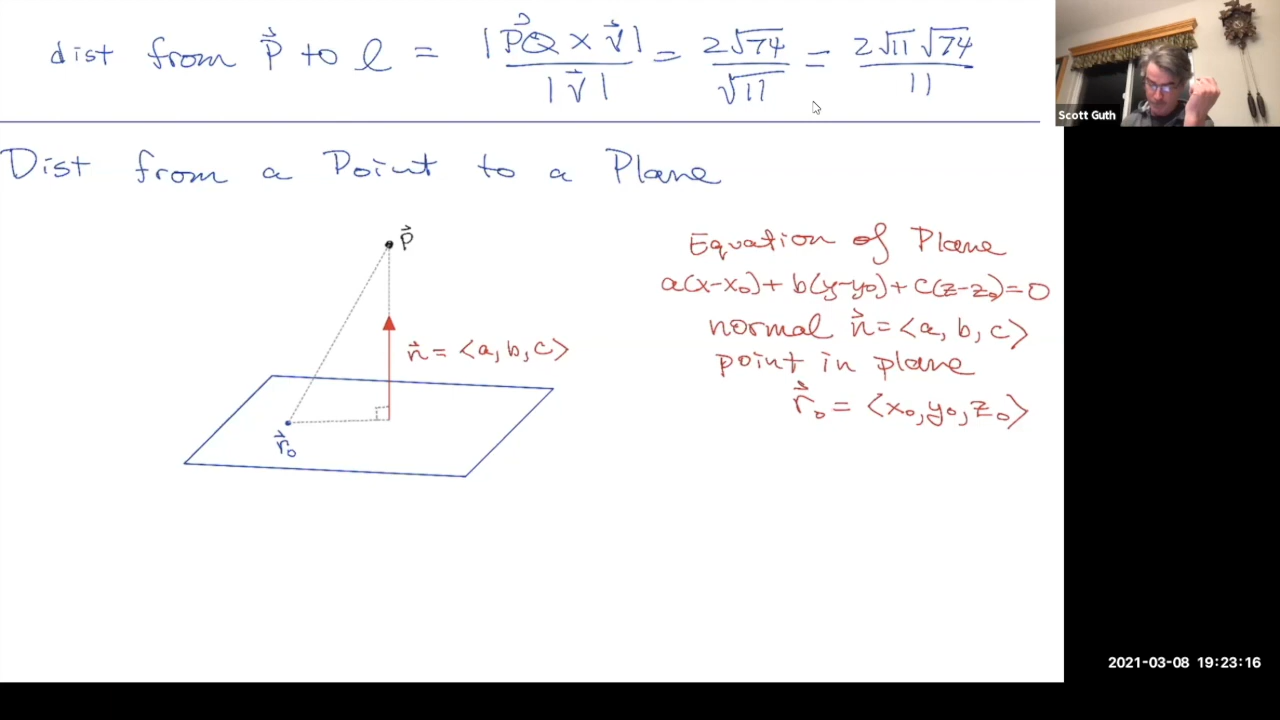 dist from P⃗ to l = |P⃗Q × V⃗| / |V⃗| = 2√74 / √11 = 2√11 √74 / 11
Scott Guth
Dist from a Point to a Plane
P⃗
n⃗ = <a, b, c>
r⃗₀
Equation of Plane
a(x-x₀) + b(y-y₀) + c(z-z₀) = 0
normal n⃗ = <a, b, c>
point in plane
r⃗₀ = <x₀, y₀, z₀>
2021-03-08 19:23:16